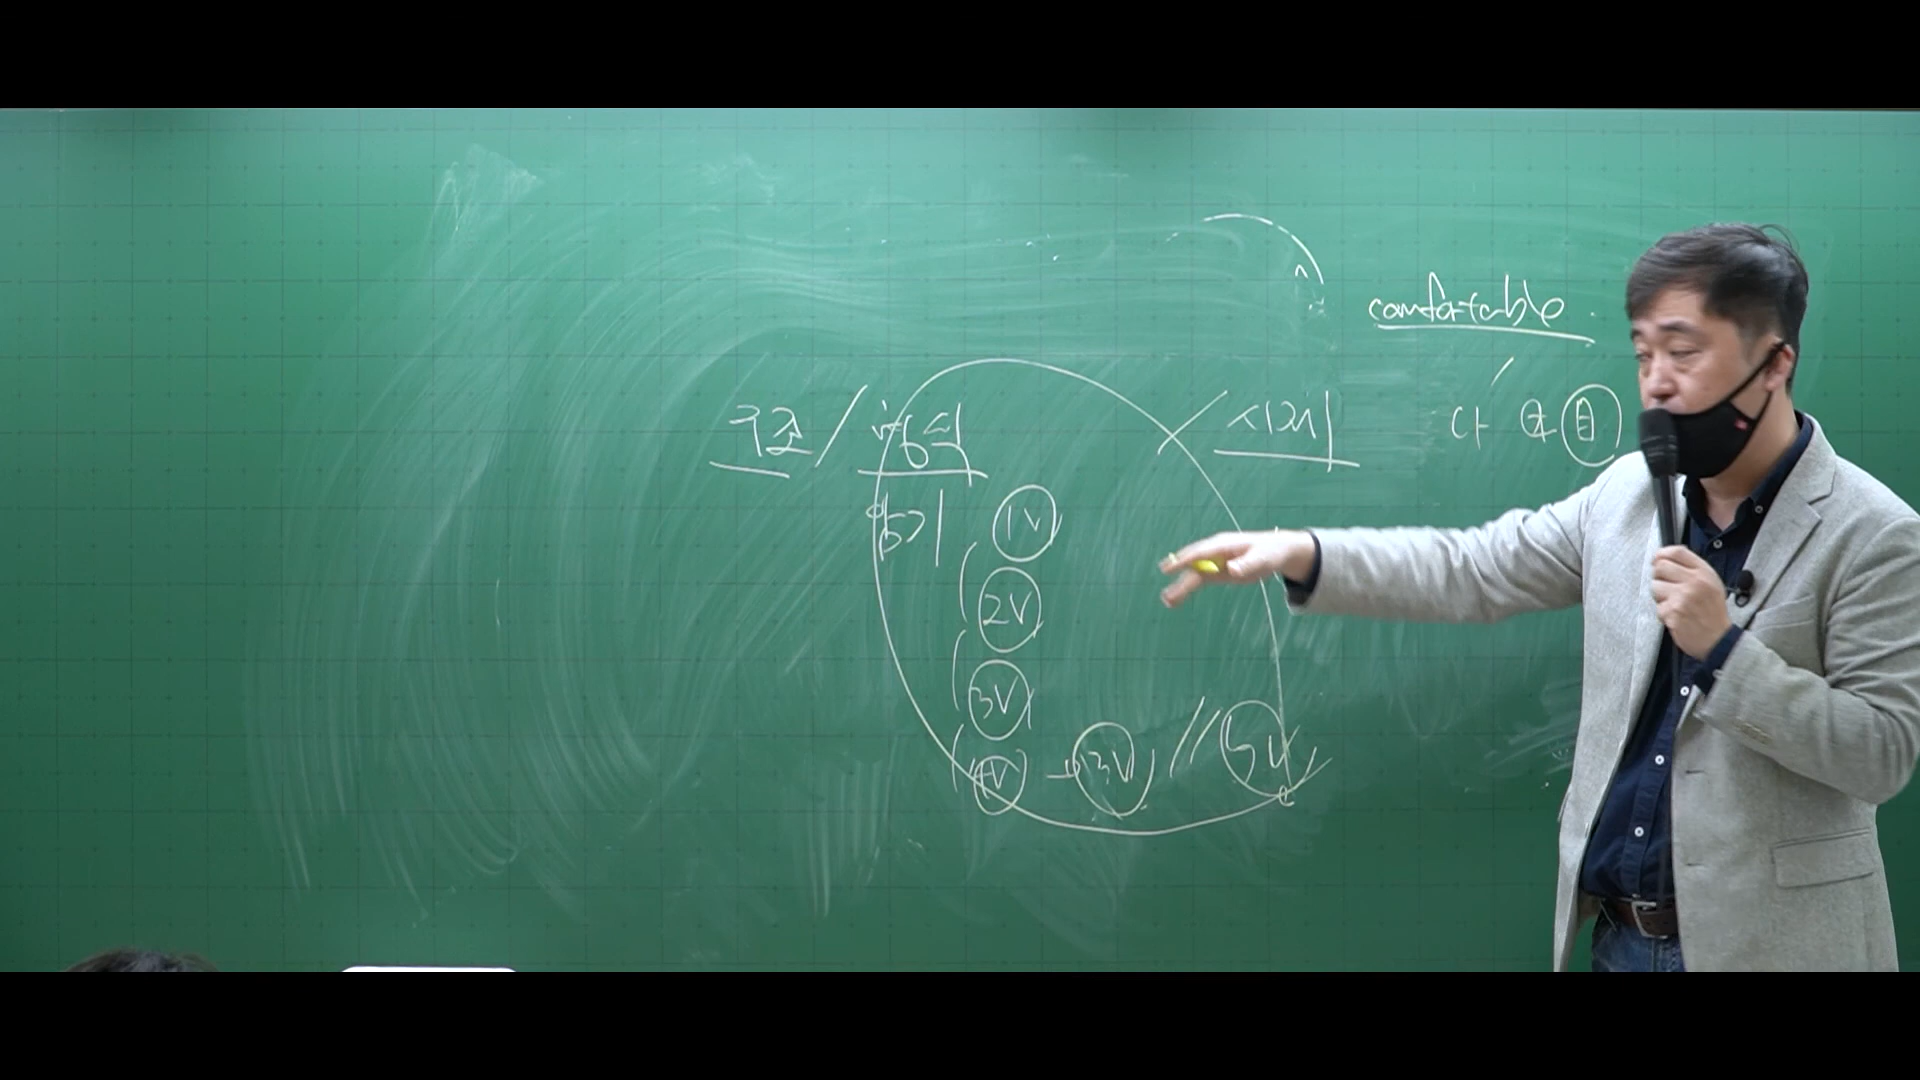 comfortable
구조 / 형식 / 시제
암기 1V
2V
3V
4V → 3V // 5V